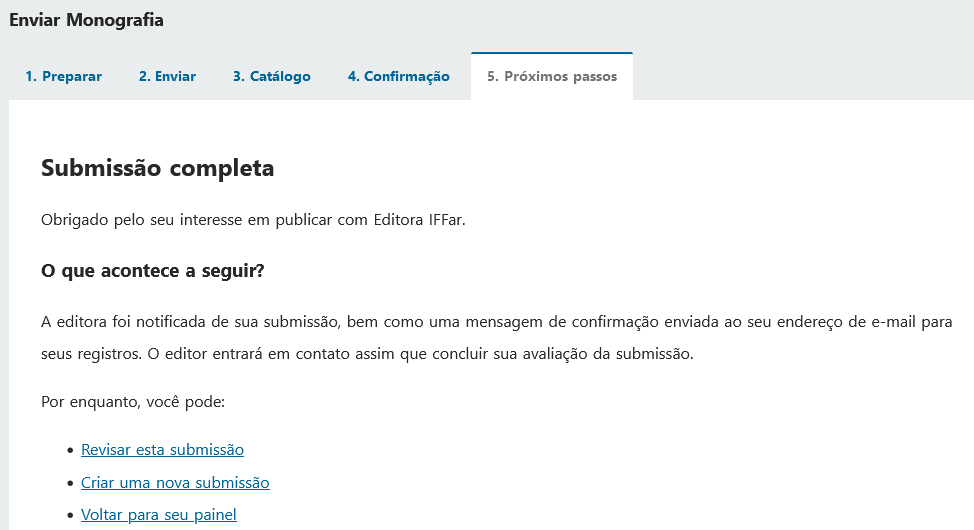 Enviar Monografia
1. Preparar 2. Enviar 3. Catálogo 4. Confirmação 5. Próximos passos
Submissão completa
Obrigado pelo seu interesse em publicar com Editora IFFar.
O que acontece a seguir?
A editora foi notificada de sua submissão, bem como uma mensagem de confirmação enviada ao seu endereço de e-mail para
seus registros. O editor entrará em contato assim que concluir sua avaliação da submissão.
Por enquanto, você pode:
• Revisar esta submissão
• Criar uma nova submissão
• Voltar para seu painel